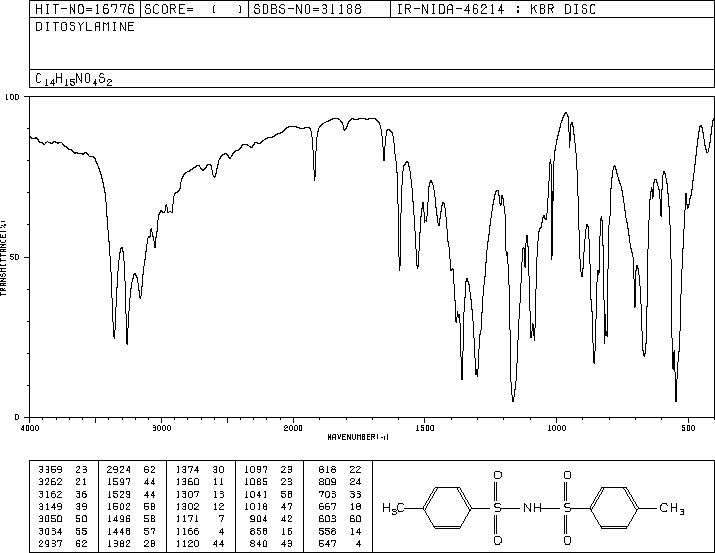 HIT-NO=16776 SCORE= ( ) SDBS-NO=31188 IR-NIDA-46214 : KBR DISC
DITOSYLAMINE
C14H15NO4S2
100
50
0
TRANSMITTANCE(%)
4000 3000 2000 1500 1000 500
WAVENUMBER(-1)
3359 23 2924 62 1374 30 1097 29 818 22
3262 21 1597 44 1360 11 1085 23 809 24
3162 36 1529 44 1307 13 1041 58 703 33
3149 39 1502 58 1302 12 1018 47 667 18
3050 50 1496 58 1171 7 904 42 603 60
3034 55 1448 57 1166 4 858 16 558 14
2937 62 1382 28 1120 44 840 43 547 4
O O
H3C S NH S CH3
O O